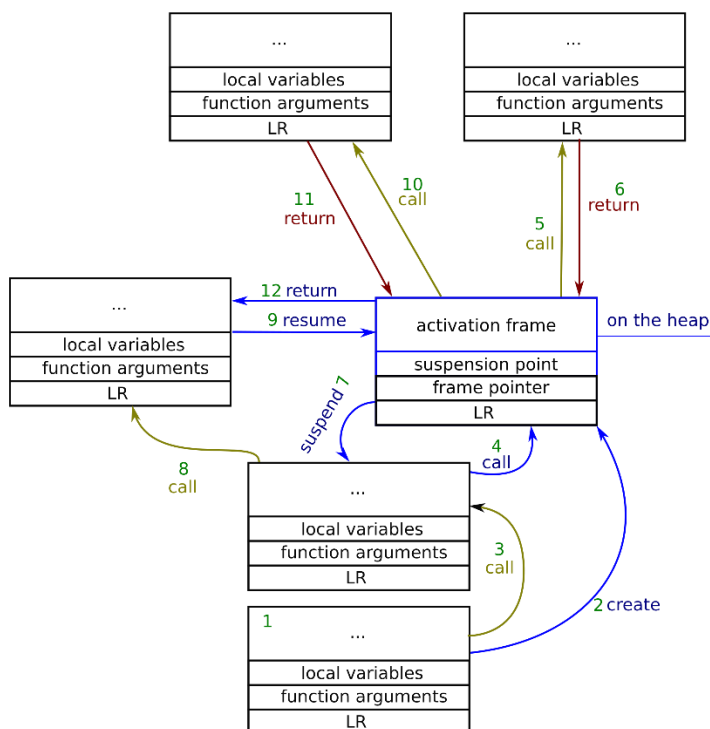 ...
local variables
function arguments
LR
...
local variables
function arguments
LR
11
return
10
call
5
call
6
return
...
local variables
function arguments
LR
12 return
9 resume
activation frame
suspension point
frame pointer
LR
on the heap
suspend 7
4
call
8
call
...
local variables
function arguments
LR
3
call
2 create
1
...
local variables
function arguments
LR